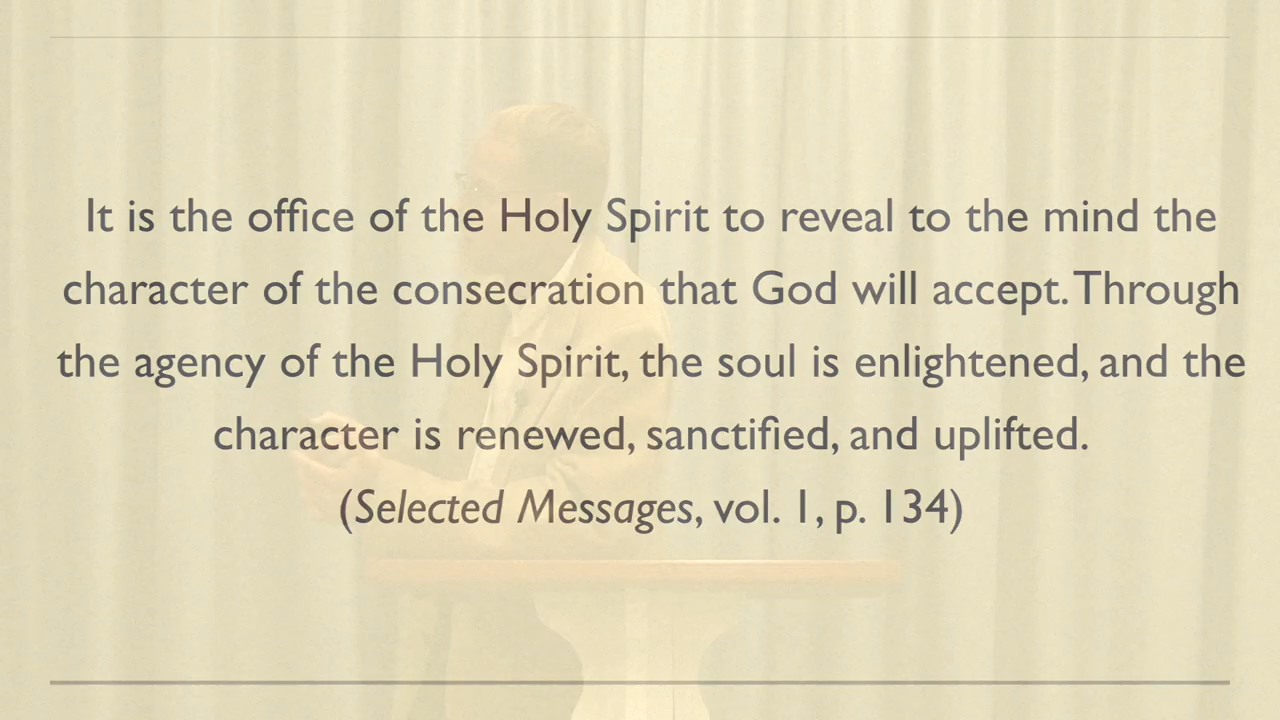 It is the office of the Holy Spirit to reveal to the mind the
character of the consecration that God will accept. Through
the agency of the Holy Spirit, the soul is enlightened, and the
character is renewed, sanctified, and uplifted.
(Selected Messages, vol. 1, p. 134)